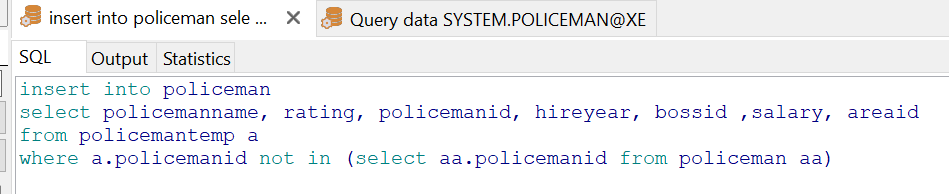 insert into policeman sele ...
Query data SYSTEM.POLICEMAN@XE
SQL
Output
Statistics
insert into policeman
select policemanname, rating, policemanid, hireyear, bossid ,salary, areaid
from policemantemp a
where a.policemanid not in (select aa.policemanid from policeman aa)